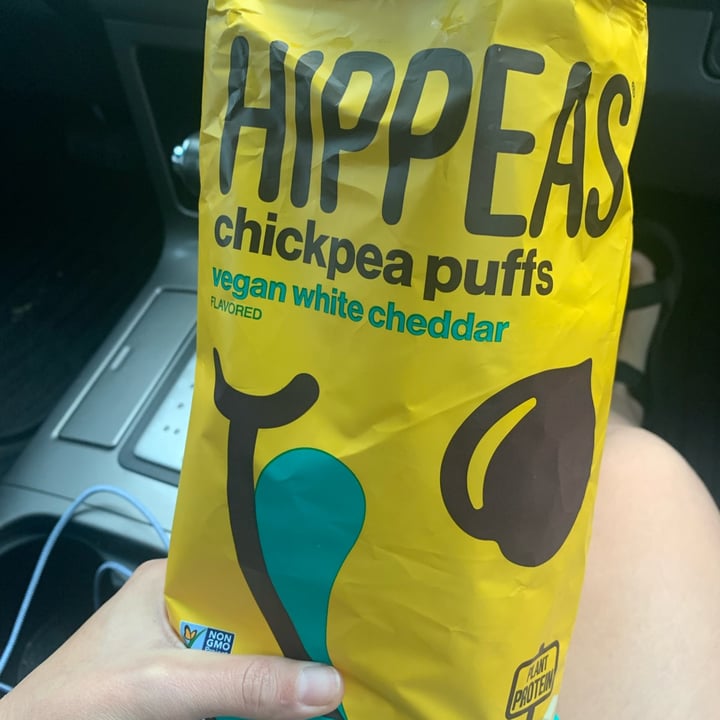 HIPPEAS
chickpea puffs
vegan white cheddar
FLAVORED
NON
GMO
PLANT
PROTEIN